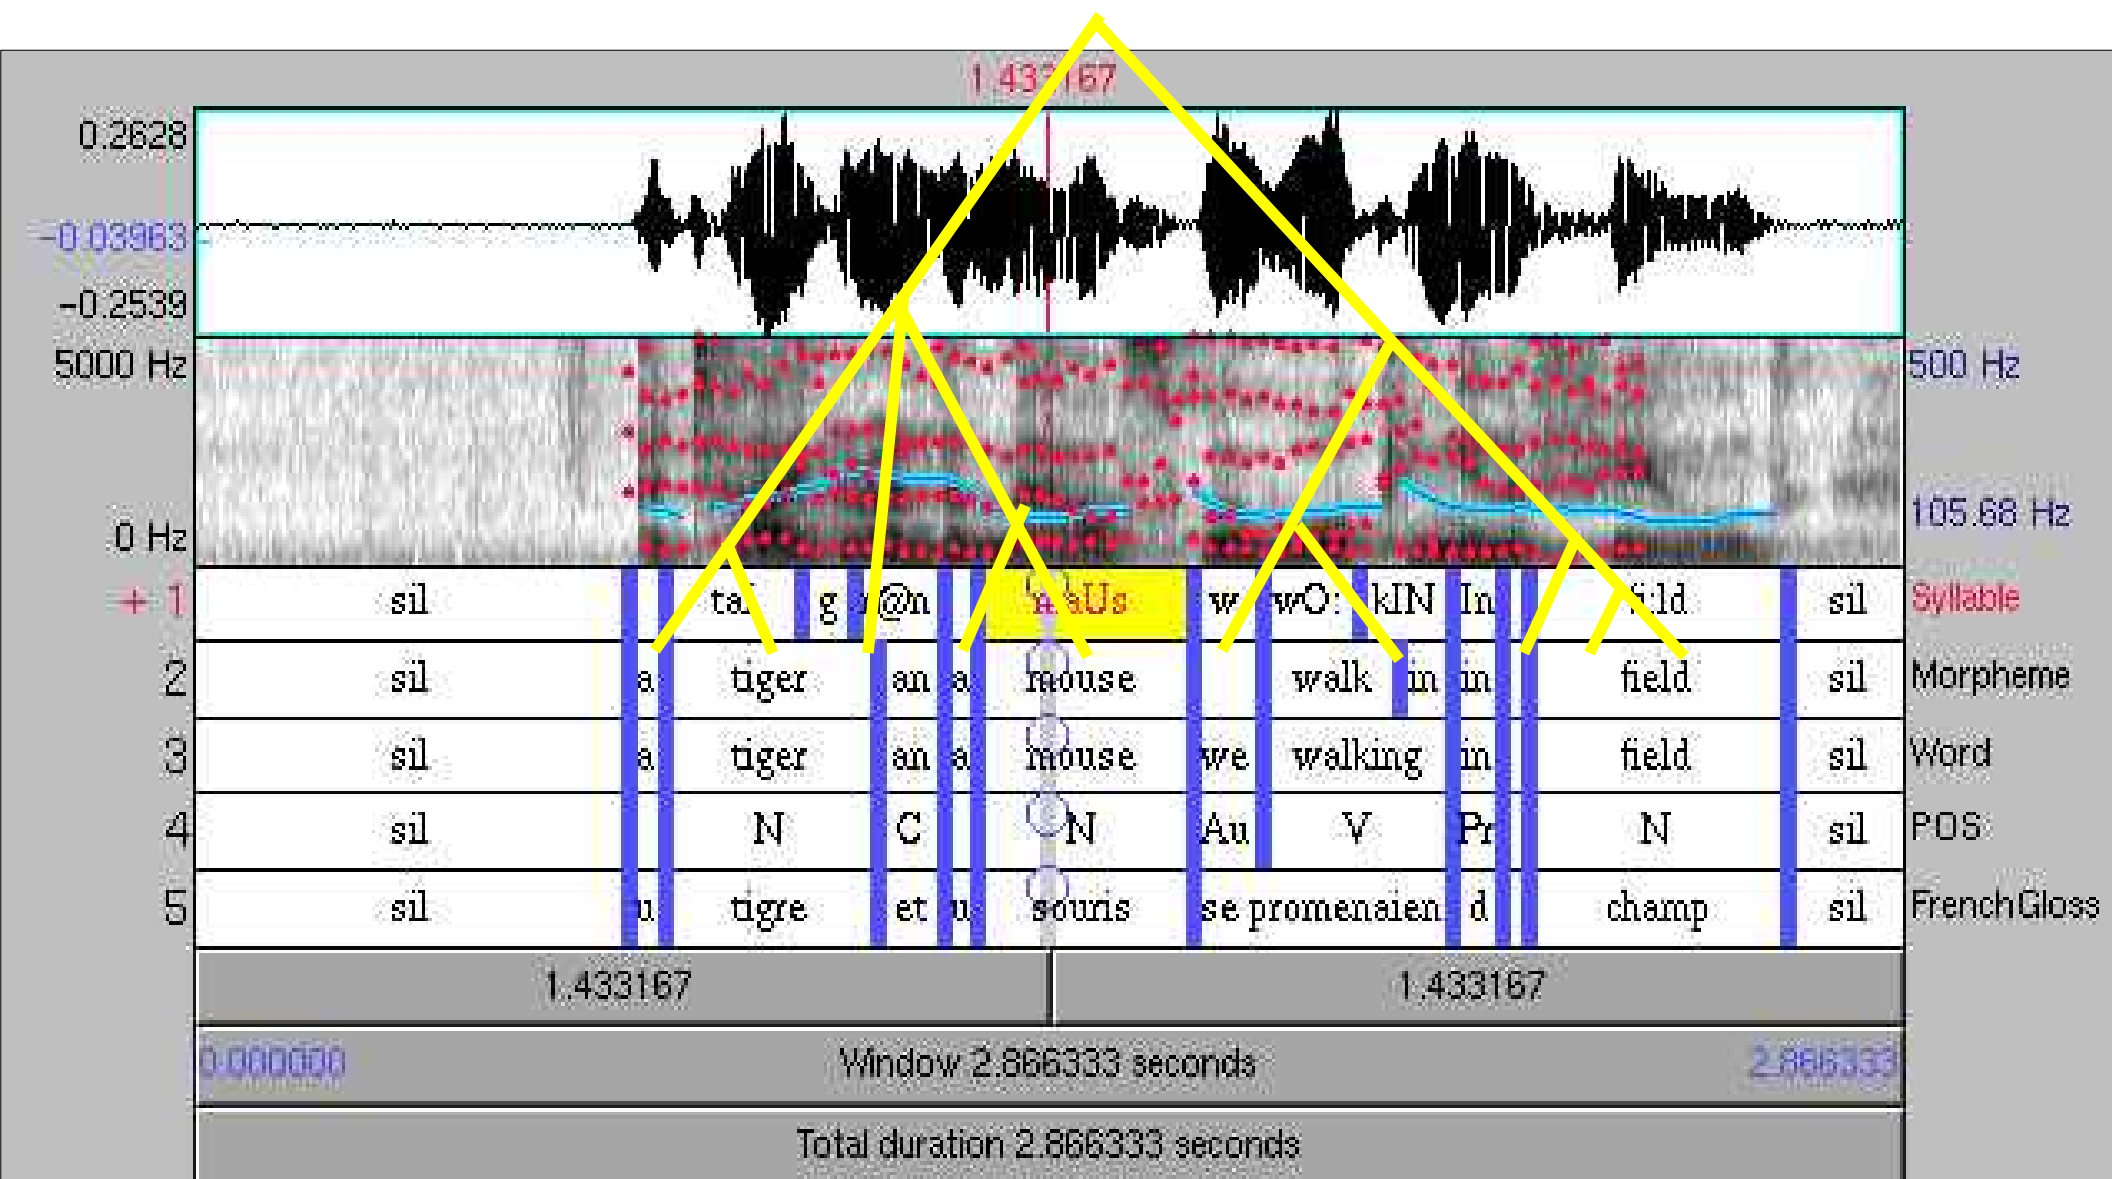 1.433167
0.2628
-0.03963
-0.2539
5000 Hz 500 Hz
0 Hz 105.68 Hz
+ 1 sil g @n aUs wO: kIN In ld sil Syllable
2 sil a tiger an a mouse walk in in field sil Morpheme
3 sil a tiger an a mouse we walking in field sil Word
4 sil N C N Au V Pr N sil POS
5 sil u tigre et u souris se promenaien d champ sil FrenchGloss
1.433167 1.433167
0.000000 Window 2.866333 seconds 2.866333
Total duration 2.866333 seconds